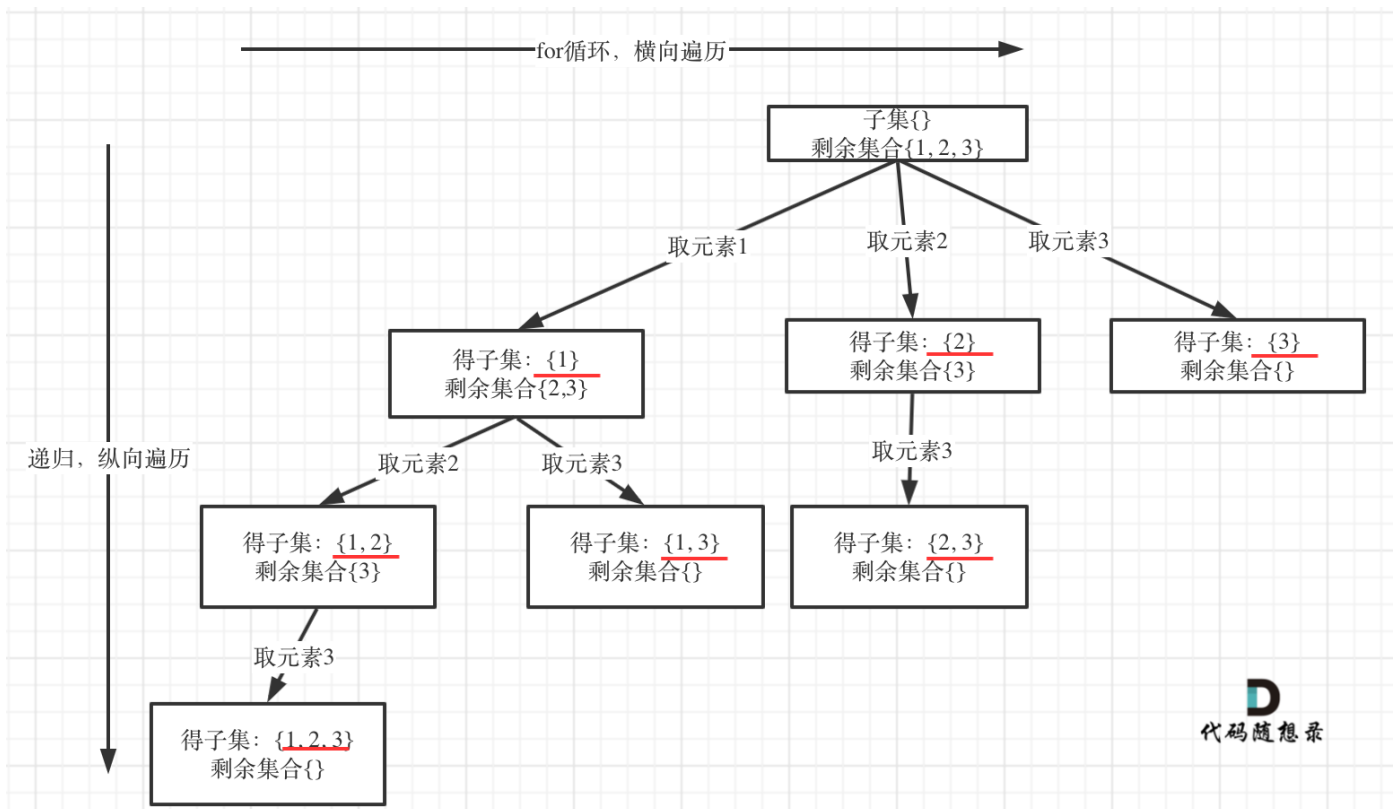 for循环，横向遍历
子集{}
剩余集合{1, 2, 3}
取元素1
取元素2
取元素3
得子集：{1}
剩余集合{2,3}
得子集：{2}
剩余集合{3}
得子集：{3}
剩余集合{}
递归，纵向遍历
取元素2
取元素3
取元素3
得子集：{1, 2}
剩余集合{3}
得子集：{1, 3}
剩余集合{}
得子集：{2, 3}
剩余集合{}
取元素3
得子集：{1, 2, 3}
剩余集合{}
代码随想录